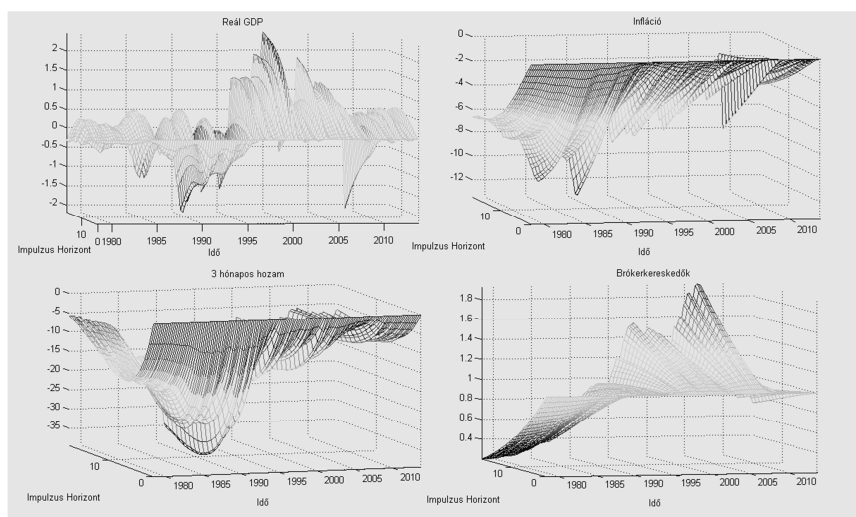 Reál GDP
2
1.5
1
0.5
0
-0.5
-1
-1.5
-2
10
0 1980 1985 1990 1995 2000 2005 2010
Impulzus Horizont
Idő
Infláció
0
-2
-4
-6
-8
-10
-12
10
0 1980 1985 1990 1995 2000 2005 2010
Impulzus Horizont
Idő
3 hónapos hozam
0
-5
-10
-15
-20
-25
-30
-35
10
0 1980 1985 1990 1995 2000 2005 2010
Impulzus Horizont
Idő
Brókerkereskedők
1.8
1.6
1.4
1.2
1
0.8
0.6
0.4
10
0 1980 1985 1990 1995 2000 2005 2010
Impulzus Horizont
Idő